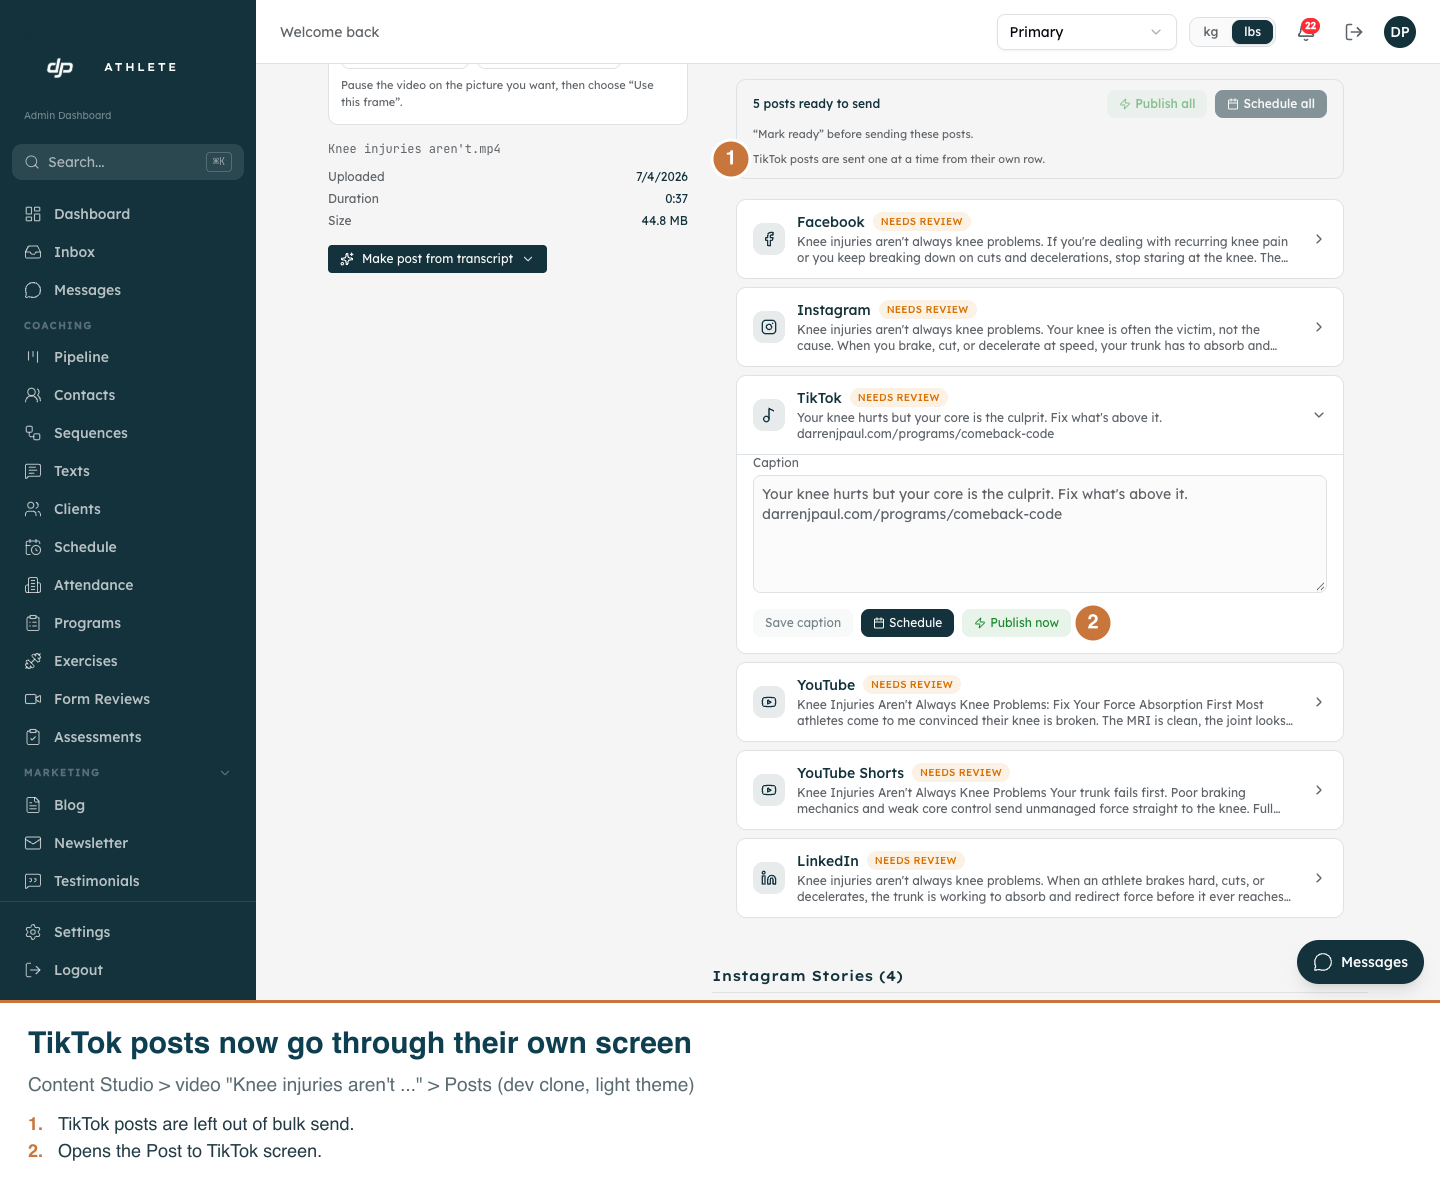 dp
ATHLETE
Admin Dashboard
Search...
⌘K
Dashboard
Inbox
Messages
COACHING
Pipeline
Contacts
Sequences
Texts
Clients
Schedule
Attendance
Programs
Exercises
Form Reviews
Assessments
MARKETING
Blog
Newsletter
Testimonials
Settings
Logout
Welcome back
Primary
kg
lbs
22
DP
Pause the video on the picture you want, then choose “Use
this frame”.
Knee injuries aren't.mp4
Uploaded 7/4/2026
Duration 0:37
Size 44.8 MB
Make post from transcript
5 posts ready to send
Publish all
Schedule all
“Mark ready” before sending these posts.
1
TikTok posts are sent one at a time from their own row.
Facebook NEEDS REVIEW
Knee injuries aren't always knee problems. If you're dealing with recurring knee pain
or you keep breaking down on cuts and decelerations, stop staring at the knee. The...
Instagram NEEDS REVIEW
Knee injuries aren't always knee problems. Your knee is often the victim, not the
cause. When you brake, cut, or decelerate at speed, your trunk has to absorb and...
TikTok NEEDS REVIEW
Your knee hurts but your core is the culprit. Fix what's above it.
darrenjpaul.com/programs/comeback-code
Caption
Your knee hurts but your core is the culprit. Fix what's above it.
darrenjpaul.com/programs/comeback-code
Save caption
Schedule
Publish now
2
YouTube NEEDS REVIEW
Knee Injuries Aren't Always Knee Problems: Fix Your Force Absorption First Most
athletes come to me convinced their knee is broken. The MRI is clean, the joint looks...
YouTube Shorts NEEDS REVIEW
Knee Injuries Aren't Always Knee Problems Your trunk fails first. Poor braking
mechanics and weak core control send unmanaged force straight to the knee. Full...
LinkedIn NEEDS REVIEW
Knee injuries aren't always knee problems. When an athlete brakes hard, cuts, or
decelerates, the trunk is working to absorb and redirect force before it ever reaches...
Instagram Stories (4)
Messages
TikTok posts now go through their own screen
Content Studio > video "Knee injuries aren't ..." > Posts (dev clone, light theme)
1. TikTok posts are left out of bulk send.
2. Opens the Post to TikTok screen.